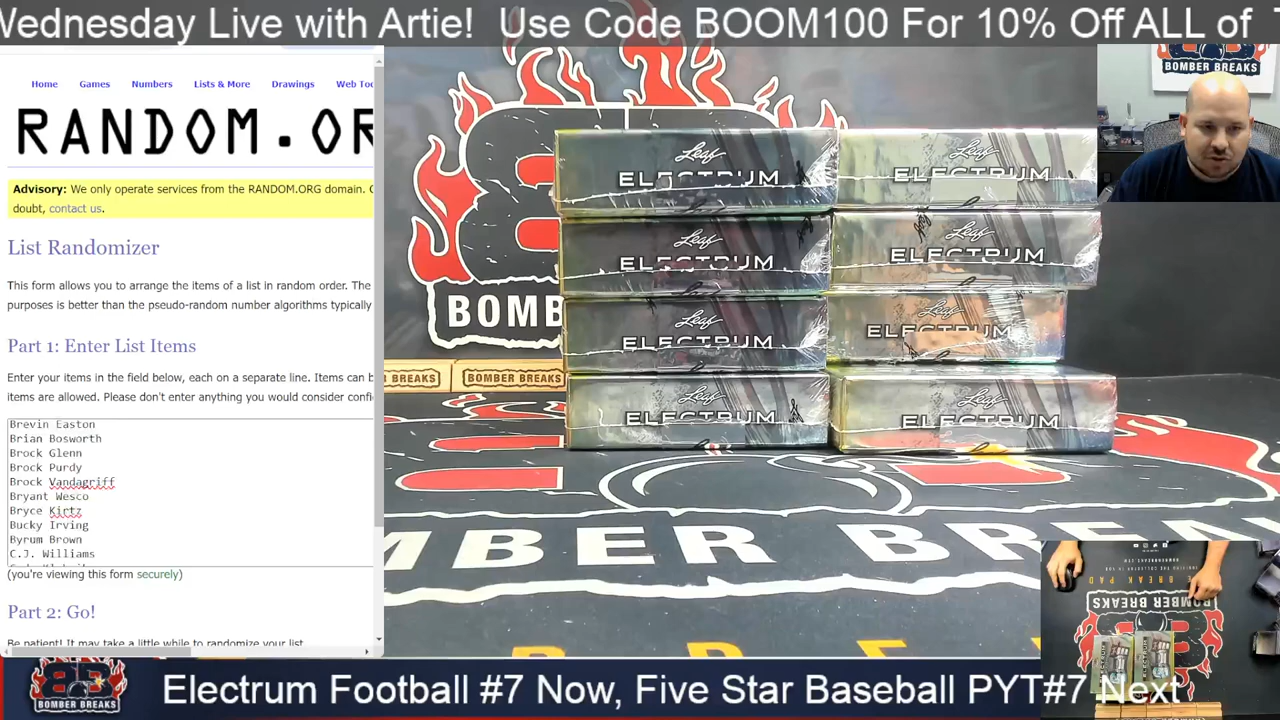 Wednesday Live with Artie!  Use Code BOOM100 For 10% Off ALL of
Home Games Numbers Lists & More Drawings Web Too
RANDOM.OR
Advisory: We only operate services from the RANDOM.ORG domain.
doubt, contact us.
List Randomizer
This form allows you to arrange the items of a list in random order. The
purposes is better than the pseudo-random number algorithms typically
Part 1: Enter List Items
Enter your items in the field below, each on a separate line. Items can b
items are allowed. Please don't enter anything you would consider confi
Brevin Easton
Brian Bosworth
Brock Glenn
Brock Purdy
Brock Vandagriff
Bryant Wesco
Bryce Kirtz
Bucky Irving
Byrum Brown
C.J. Williams
(you're viewing this form securely)
Part 2: Go!
Be patient! It may take a little while to randomize your list
BOMB
BREAKS
BOMBER BREAKS
Leaf
ELECTRUM
Leaf
ELECTRUM
Leaf
ELECTRUM
Leaf
ELECTRUM
Leaf
ELECTRUM
Leaf
ELECTRUM
Leaf
ELECTRUM
Leaf
ELECTRUM
MBER BREA
BOMBER BREAKS
BREAK PAD
BOMBER BREAKS
BOMBER BREAKS
Electrum Football #7 Now, Five Star Baseball PYT#7 Next